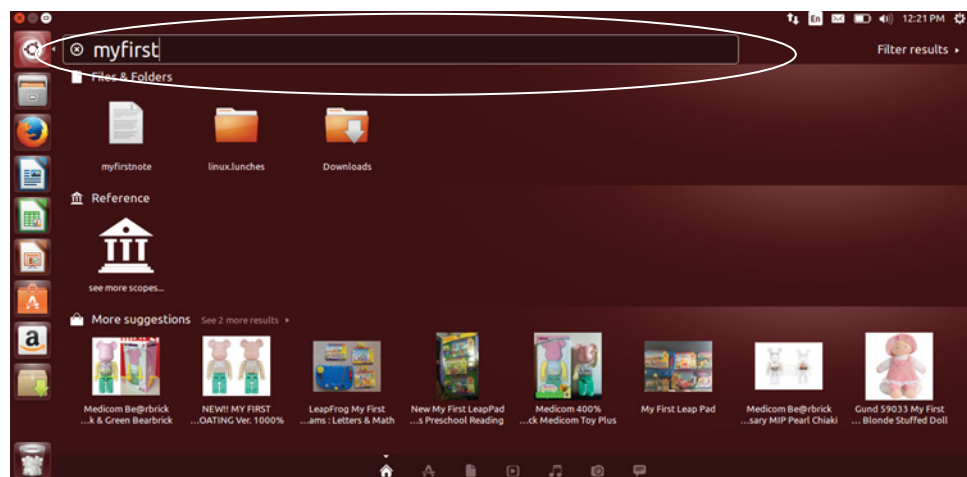 En 12:21 PM
myfirst
Filter results
Files & Folders
myfirstnote linux.lunches Downloads
Reference
see more scopes...
More suggestions See 2 more results
Medicom Be@rbrick
...k & Green Bearbrick
NEW!! MY FIRST
...OATING Ver. 1000%
LeapFrog My First
...ams : Letters & Math
New My First LeapPad
...s Preschool Reading
Medicom 400%
...ck Medicom Toy Plus
My First Leap Pad
Medicom Be@rbrick
...sary MIP Pearl Chiaki
Gund 59033 My First
... Blonde Stuffed Doll
a